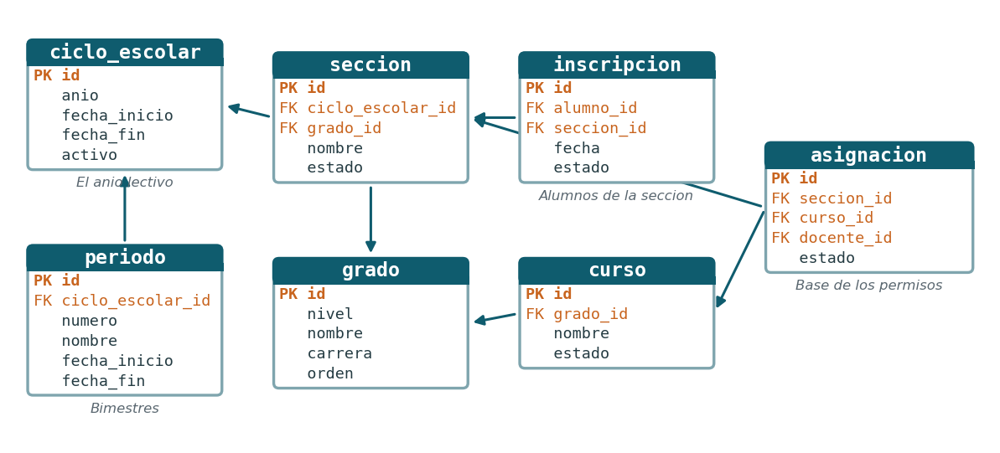 ciclo_escolar
PK id
anio
fecha_inicio
fecha_fin
activo
El anio lectivo
seccion
PK id
FK ciclo_escolar_id
FK grado_id
nombre
estado
inscripcion
PK id
FK alumno_id
FK seccion_id
fecha
estado
Alumnos de la seccion
asignacion
PK id
FK seccion_id
FK curso_id
FK docente_id
estado
Base de los permisos
periodo
PK id
FK ciclo_escolar_id
numero
nombre
fecha_inicio
fecha_fin
Bimestres
grado
PK id
nivel
nombre
carrera
orden
curso
PK id
FK grado_id
nombre
estado